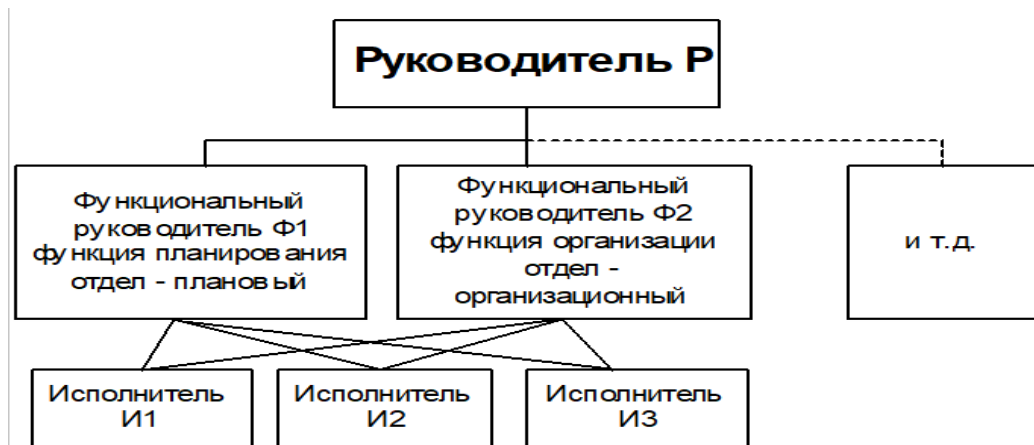 Руководитель Р
Функциональный
руководитель Ф1
функция планирования
отдел - плановый
Функциональный
руководитель Ф2
функция организации
отдел -
организационный
и т.д.
Исполнитель
И1
Исполнитель
И2
Исполнитель
И3